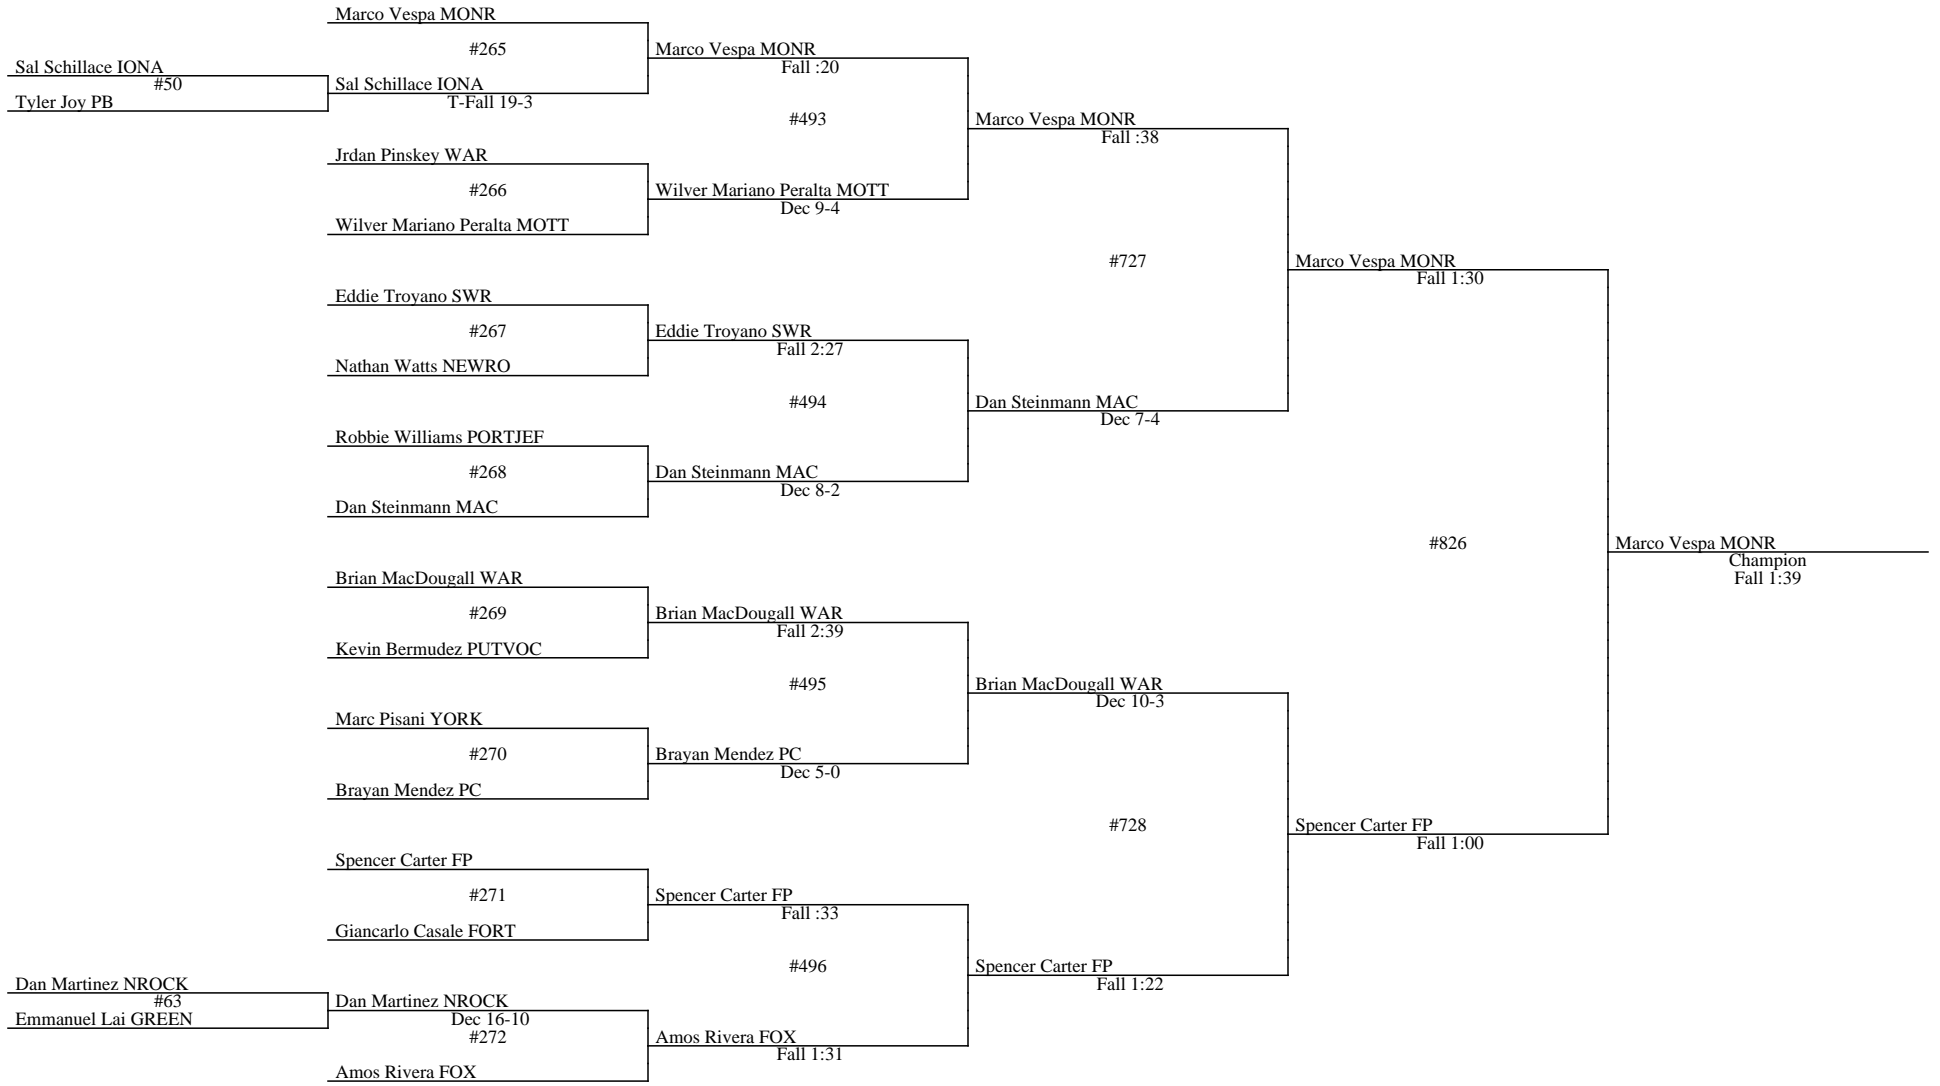 Marco Vespa MONR
#265
Marco Vespa MONR
Fall :20
Sal Schillace IONA
#50
Sal Schillace IONA
T-Fall 19-3
Tyler Joy PB
#493
Marco Vespa MONR
Fall :38
Jrdan Pinskey WAR
#266
Wilver Mariano Peralta MOTT
Dec 9-4
Wilver Mariano Peralta MOTT
#727
Marco Vespa MONR
Fall 1:30
Eddie Troyano SWR
#267
Eddie Troyano SWR
Fall 2:27
Nathan Watts NEWRO
#494
Dan Steinmann MAC
Dec 7-4
Robbie Williams PORTJEF
#268
Dan Steinmann MAC
Dec 8-2
Dan Steinmann MAC
#826
Marco Vespa MONR
Champion
Fall 1:39
Brian MacDougall WAR
#269
Brian MacDougall WAR
Fall 2:39
Kevin Bermudez PUTVOC
#495
Brian MacDougall WAR
Dec 10-3
Marc Pisani YORK
#270
Brayan Mendez PC
Dec 5-0
Brayan Mendez PC
#728
Spencer Carter FP
Fall 1:00
Spencer Carter FP
#271
Spencer Carter FP
Fall :33
Giancarlo Casale FORT
#496
Spencer Carter FP
Fall 1:22
Dan Martinez NROCK
#63
Dan Martinez NROCK
Dec 16-10
Emmanuel Lai GREEN
#272
Amos Rivera FOX
Fall 1:31
Amos Rivera FOX